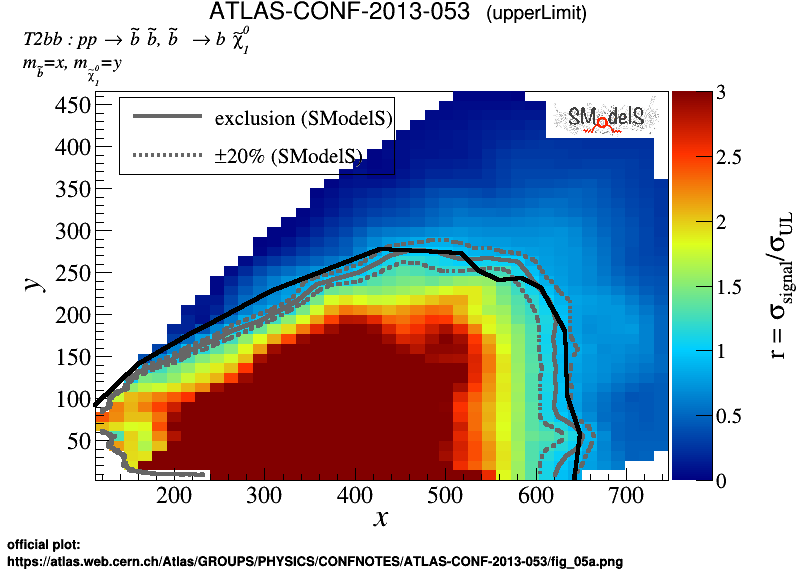 ATLAS-CONF-2013-053 (upperLimit)
T2bb : pp → b̃ b̃, b̃ → b χ̃⁰₁
m_b̃=x, m_χ̃⁰₁=y
450
400
350
300
250
200
150
100
50
y
exclusion (SModelS)
±20% (SModelS)
SModelS
200 300 400 500 600 700
x
3
2.5
2
1.5
1
0.5
0
r = σ_signal/σ_UL
official plot:
https://atlas.web.cern.ch/Atlas/GROUPS/PHYSICS/CONFNOTES/ATLAS-CONF-2013-053/fig_05a.png